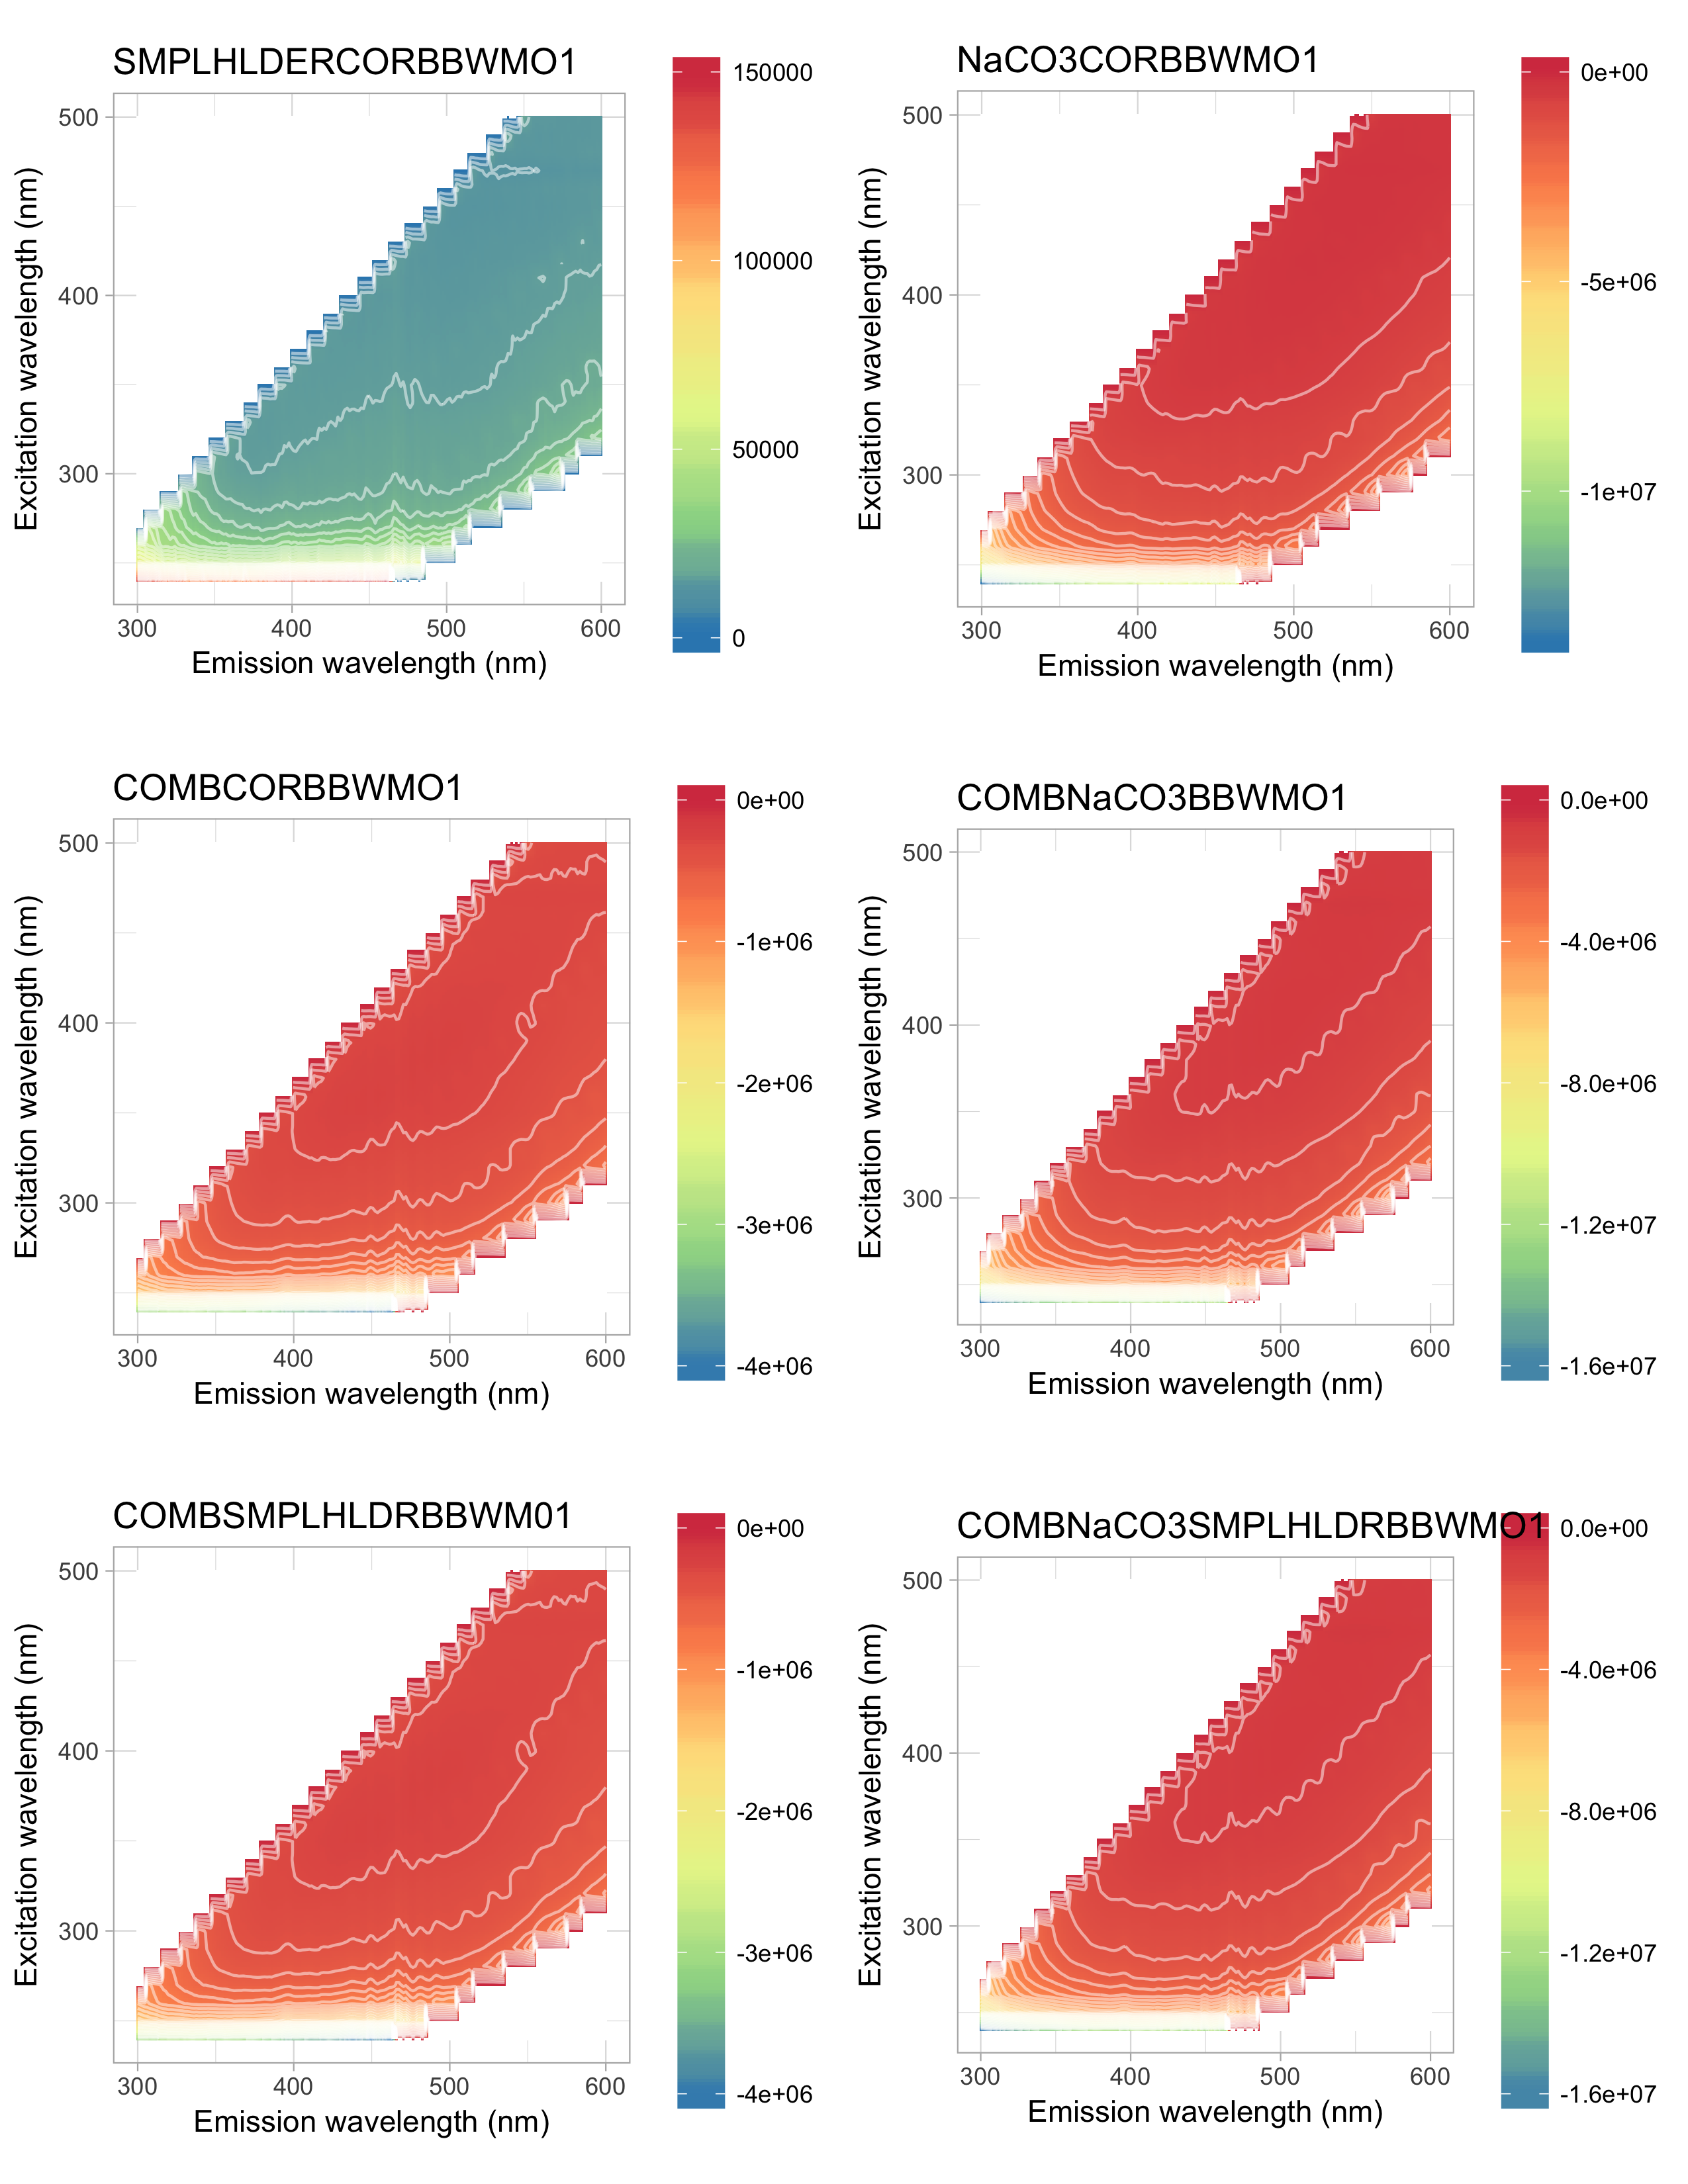 SMPLHLDERCORBBWMO1
Excitation wavelength (nm)
500
400
300
300 400 500 600
Emission wavelength (nm)
150000
100000
50000
0
NaCO3CORBBWMO1
Excitation wavelength (nm)
500
400
300
300 400 500 600
Emission wavelength (nm)
0e+00
-5e+06
-1e+07
COMBCORBBWMO1
Excitation wavelength (nm)
500
400
300
300 400 500 600
Emission wavelength (nm)
0e+00
-1e+06
-2e+06
-3e+06
-4e+06
COMBNaCO3BBWMO1
Excitation wavelength (nm)
500
400
300
300 400 500 600
Emission wavelength (nm)
0.0e+00
-4.0e+06
-8.0e+06
-1.2e+07
-1.6e+07
COMBSMPLHLDRBBWM01
Excitation wavelength (nm)
500
400
300
300 400 500 600
Emission wavelength (nm)
0e+00
-1e+06
-2e+06
-3e+06
-4e+06
COMBNaCO3SMPLHLDRBBWMO1
Excitation wavelength (nm)
500
400
300
300 400 500 600
Emission wavelength (nm)
0.0e+00
-4.0e+06
-8.0e+06
-1.2e+07
-1.6e+07